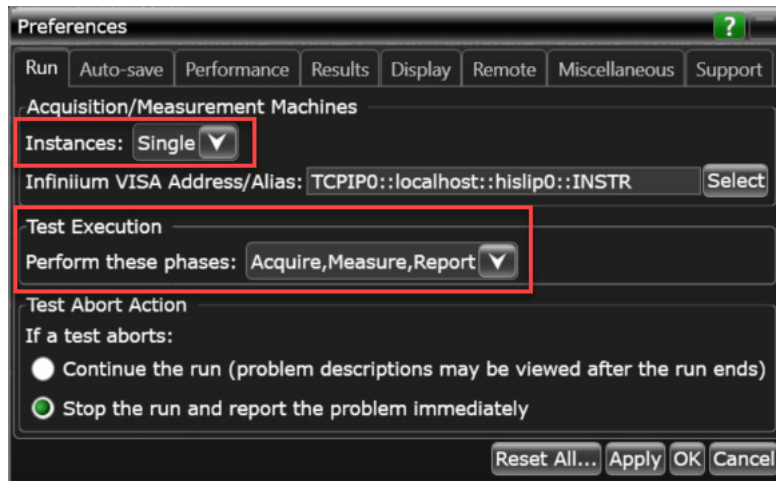 Preferences ?
Run Auto-save Performance Results Display Remote Miscellaneous Support
Acquisition/Measurement Machines
Instances: Single
Infiniium VISA Address/Alias: TCPIP0::localhost::hislip0::INSTR Select
Test Execution
Perform these phases: Acquire,Measure,Report
Test Abort Action
If a test aborts:
Continue the run (problem descriptions may be viewed after the run ends)
Stop the run and report the problem immediately
Reset All... Apply OK Cancel